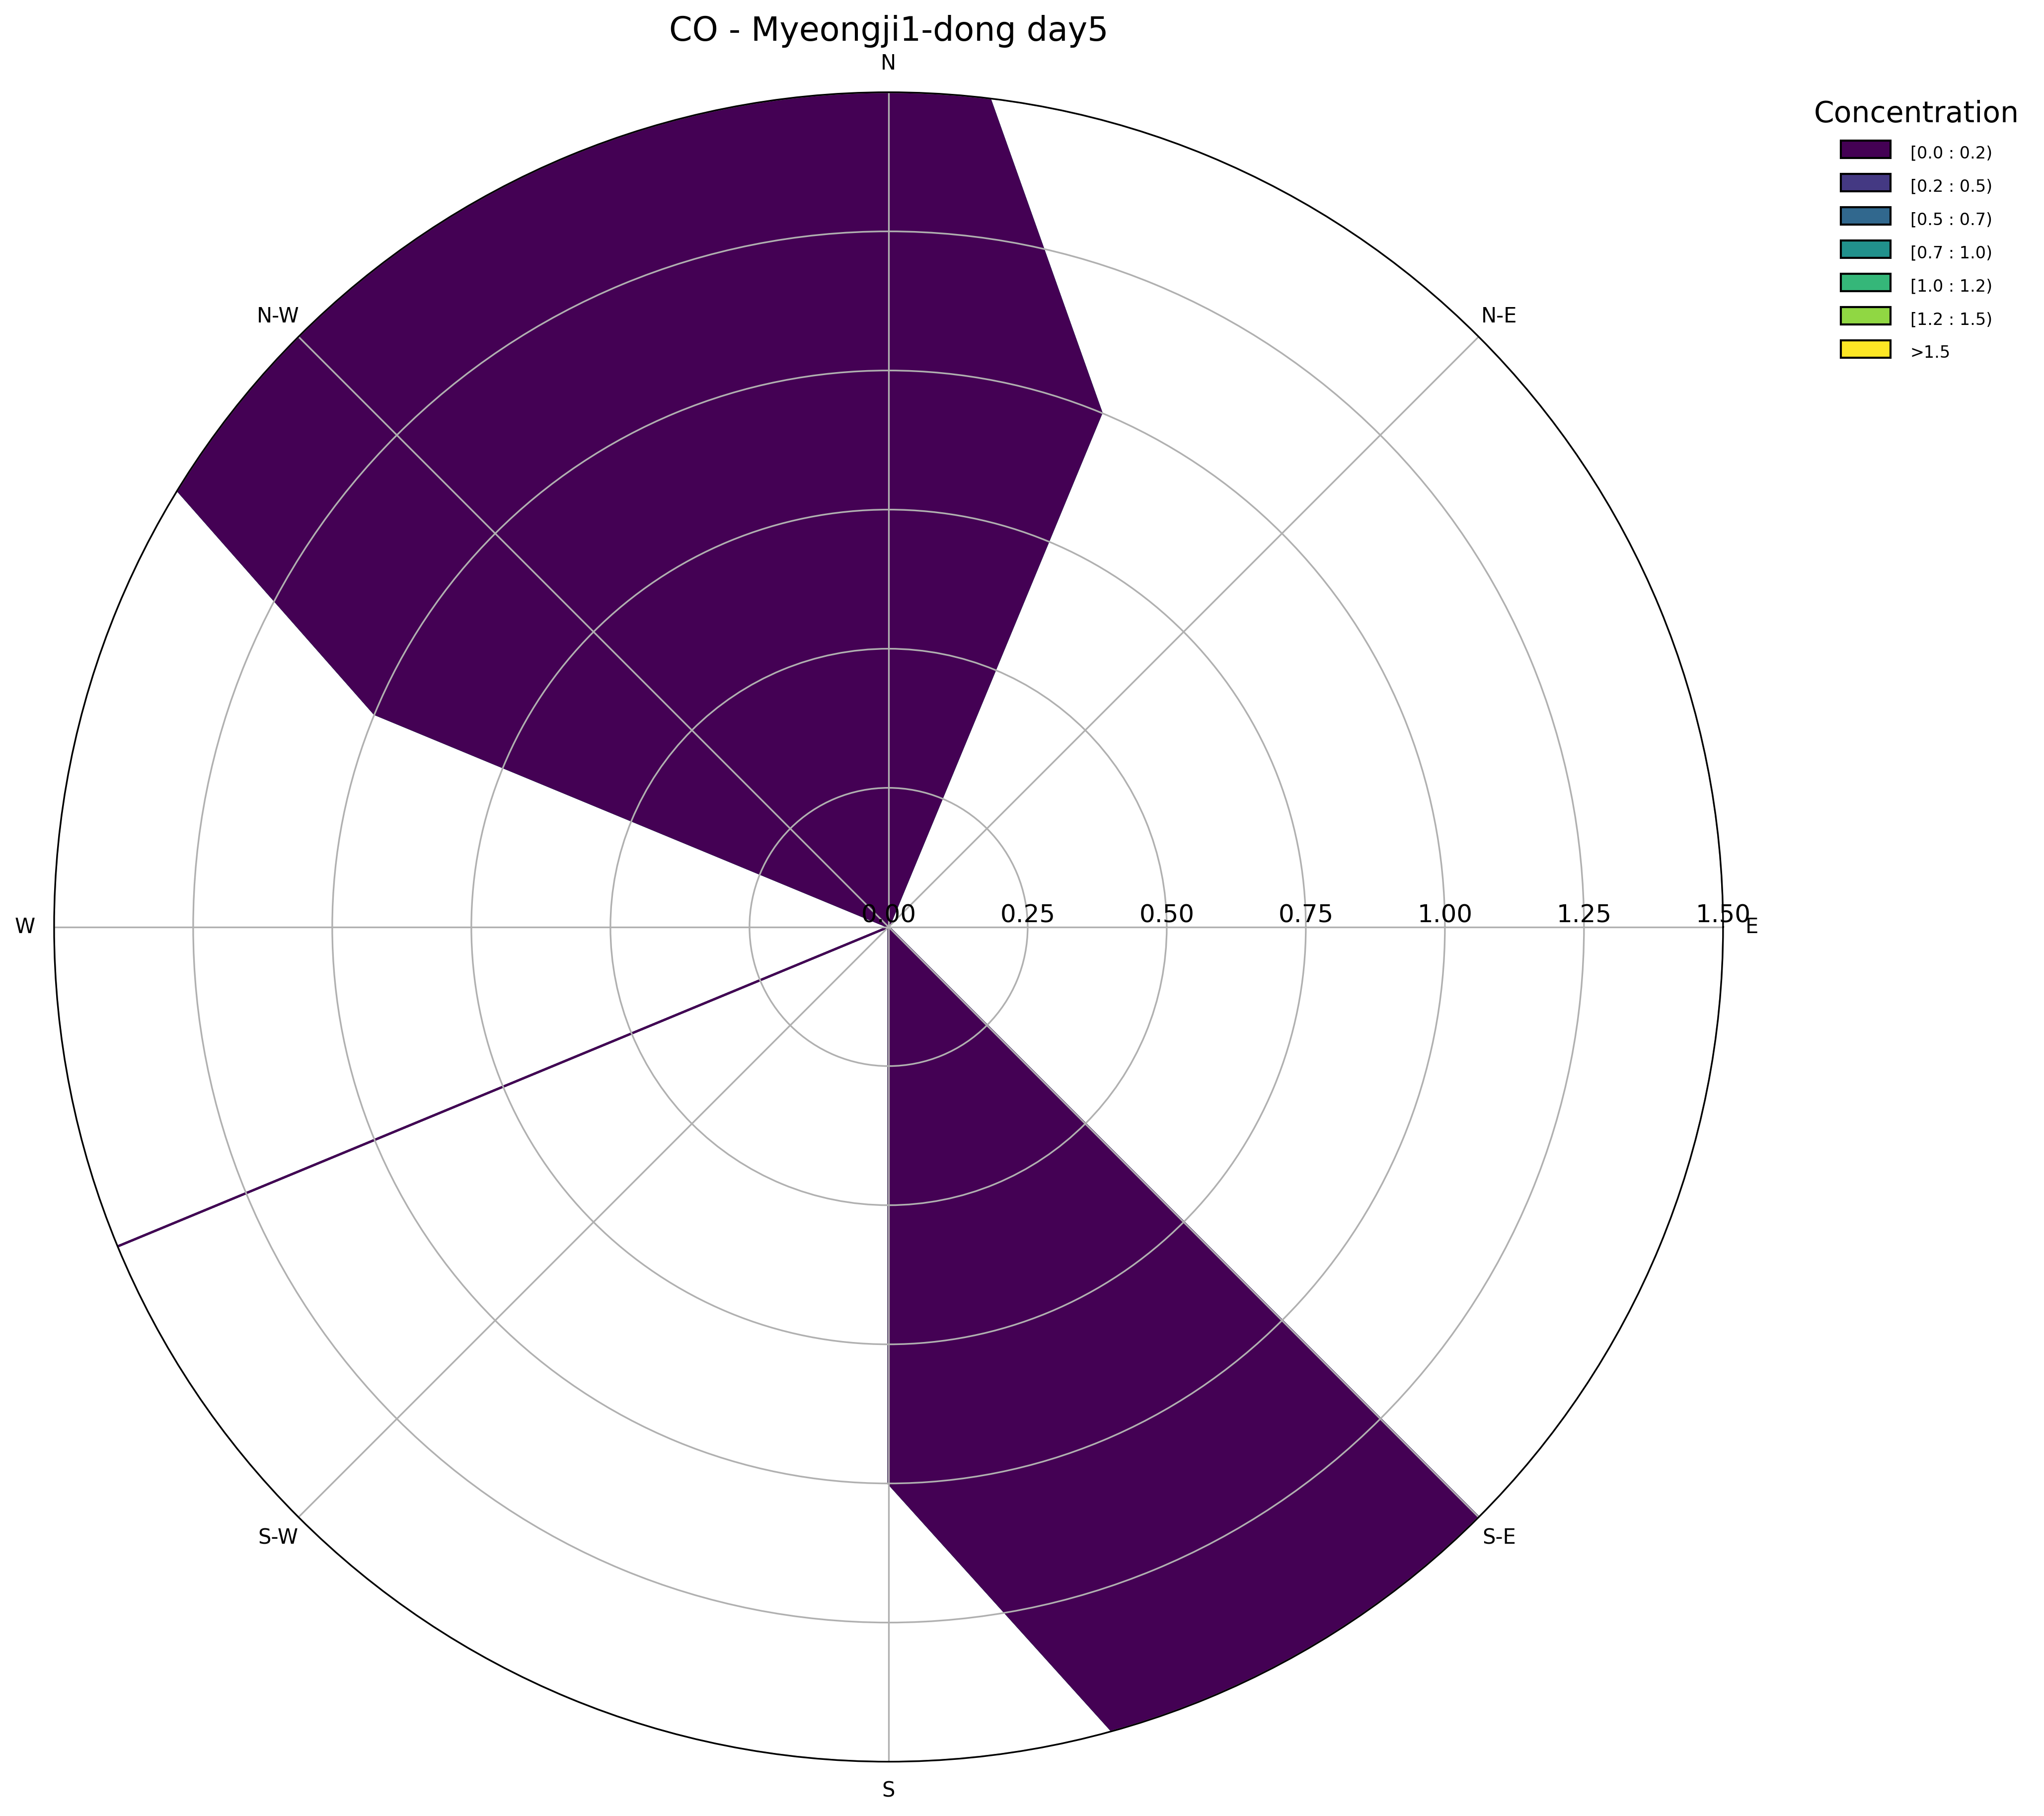 CO - Myeongji1-dong day5
N
Concentration
[0.0 : 0.2)
[0.2 : 0.5)
[0.5 : 0.7)
[0.7 : 1.0)
[1.0 : 1.2)
[1.2 : 1.5)
>1.5
N-W
N-E
W
0.00 0.25 0.50 0.75 1.00 1.25 1.50
E
S-W
S-E
S